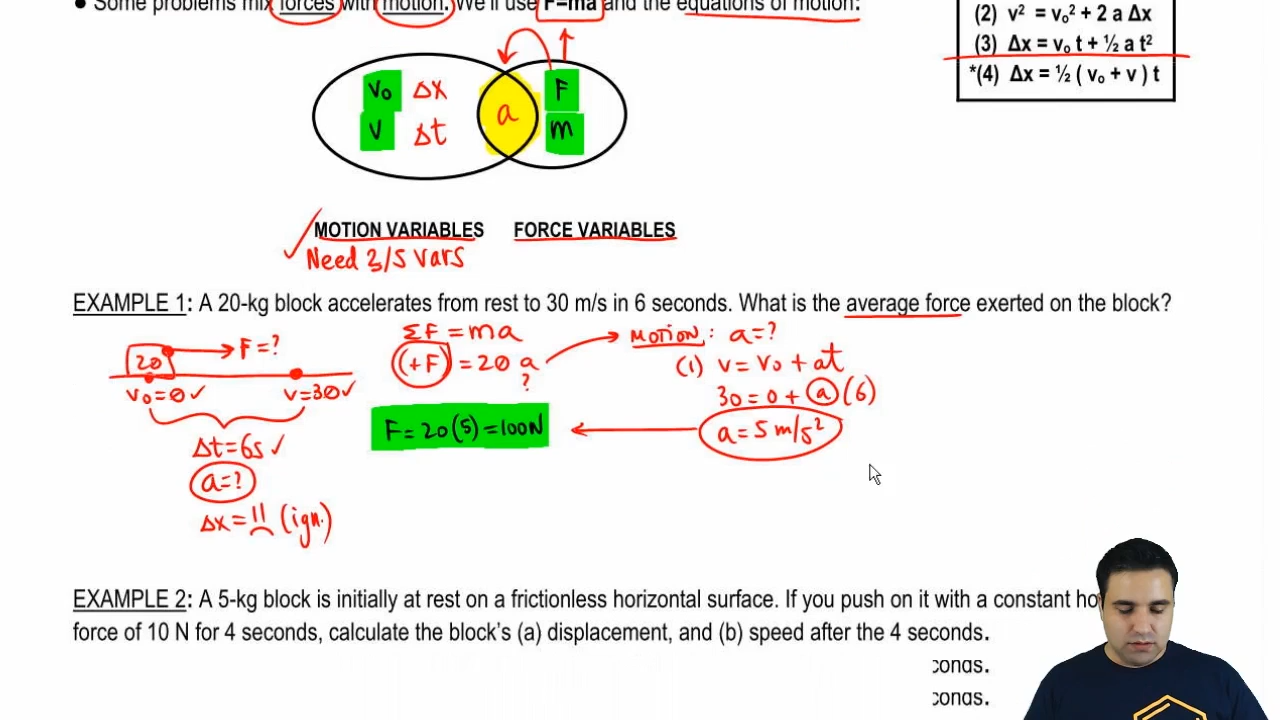 ● Some problems mix forces with motion. We'll use F=ma and the equations of motion:
(2) v² = v₀² + 2 a Δx
(3) Δx = v₀ t + ½ a t²
*(4) Δx = ½ ( v₀ + v ) t
v₀ Δx a F
v Δt m
MOTION VARIABLES FORCE VARIABLES
Need 3/5 vars
EXAMPLE 1: A 20-kg block accelerates from rest to 30 m/s in 6 seconds. What is the average force exerted on the block?
20 F=?
v₀=0 ✓ v=30 ✓
Δt=6s ✓
a=?
Δx= (ign.)
ΣF = ma
(+F) = 20 a
?
F=20(5)=100N
MOTION: a=?
(1) v = v₀ + at
30 = 0 + a (6)
a = 5 m/s²
EXAMPLE 2: A 5-kg block is initially at rest on a frictionless horizontal surface. If you push on it with a constant ho
force of 10 N for 4 seconds, calculate the block's (a) displacement, and (b) speed after the 4 seconds.
conds.
conds.